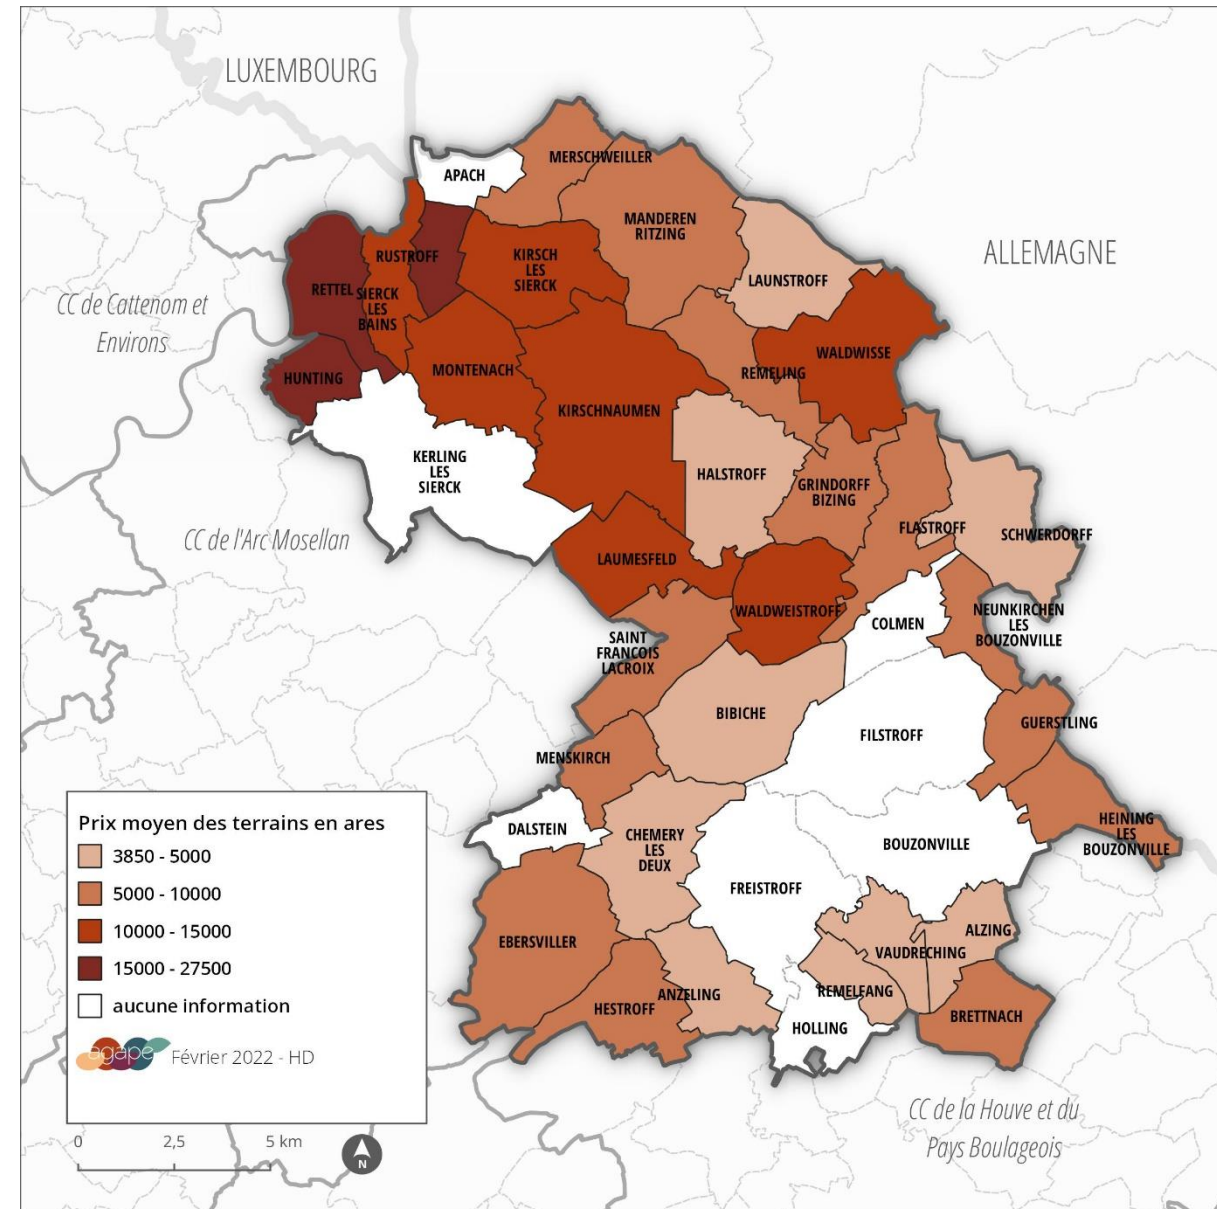 LUXEMBOURG
ALLEMAGNE
CC de Cattenom et
Environs
CC de l'Arc Mosellan
CC de la Houve et du
Pays Boulageois
APACH
MERSCHWEILLER
MANDEREN
RITZING
LAUNSTROFF
RUSTROFF
KIRSCH
LES
SIERCK
RETTEL
SIERCK
LES
BAINS
WALDWISSE
HUNTING
MONTENACH
REMELING
KIRSCHNAUMEN
KERLING
LES
SIERCK
HALSTROFF
GRINDORFF
BIZING
FLASTROFF
SCHWERDORFF
LAUMESFELD
WALDWEISTROFF
COLMEN
NEUNKIRCHEN
LES
BOUZONVILLE
SAINT
FRANCOIS
LACROIX
BIBICHE
FILSTROFF
GUERSTLING
MENSKIRCH
DALSTEIN
CHEMERY
LES
DEUX
BOUZONVILLE
HEINING
LES
BOUZONVILLE
FREISTROFF
EBERSVILLER
VAUDRECHING
ALZING
ANZELING
REMELFANG
HESTROFF
HOLLING
BRETTNACH
Prix moyen des terrains en ares
3850 - 5000
5000 - 10000
10000 - 15000
15000 - 27500
aucune information
agape
Février 2022 - HD
0 2,5 5 km
N